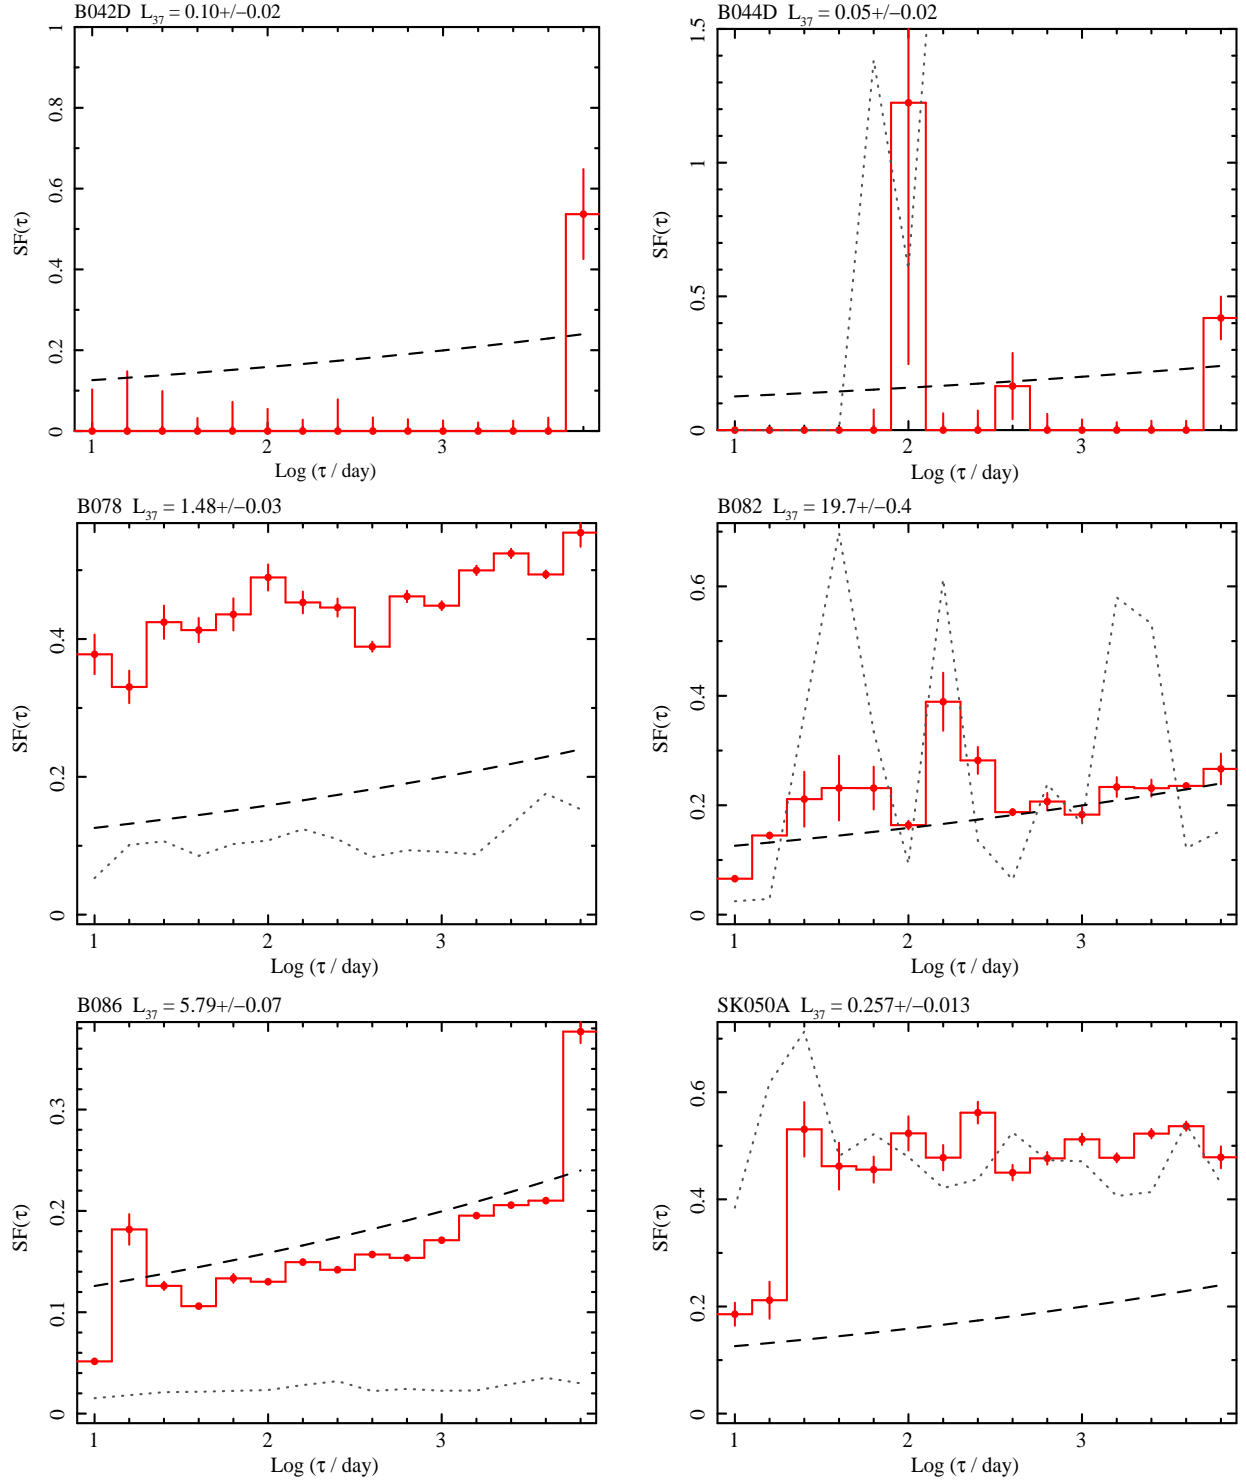 B042D L37 = 0.10+/−0.02
SF(τ)
0
0.2
0.4
0.6
0.8
1
1
2
3
Log (τ / day)
B044D L37 = 0.05+/−0.02
SF(τ)
0
0.5
1
1.5
1
2
3
Log (τ / day)
B078 L37 = 1.48+/−0.03
SF(τ)
0
0.2
0.4
1
2
3
Log (τ / day)
B082 L37 = 19.7+/−0.4
SF(τ)
0
0.2
0.4
0.6
1
2
3
Log (τ / day)
B086 L37 = 5.79+/−0.07
SF(τ)
0
0.1
0.2
0.3
1
2
3
Log (τ / day)
SK050A L37 = 0.257+/−0.013
SF(τ)
0
0.2
0.4
0.6
1
2
3
Log (τ / day)